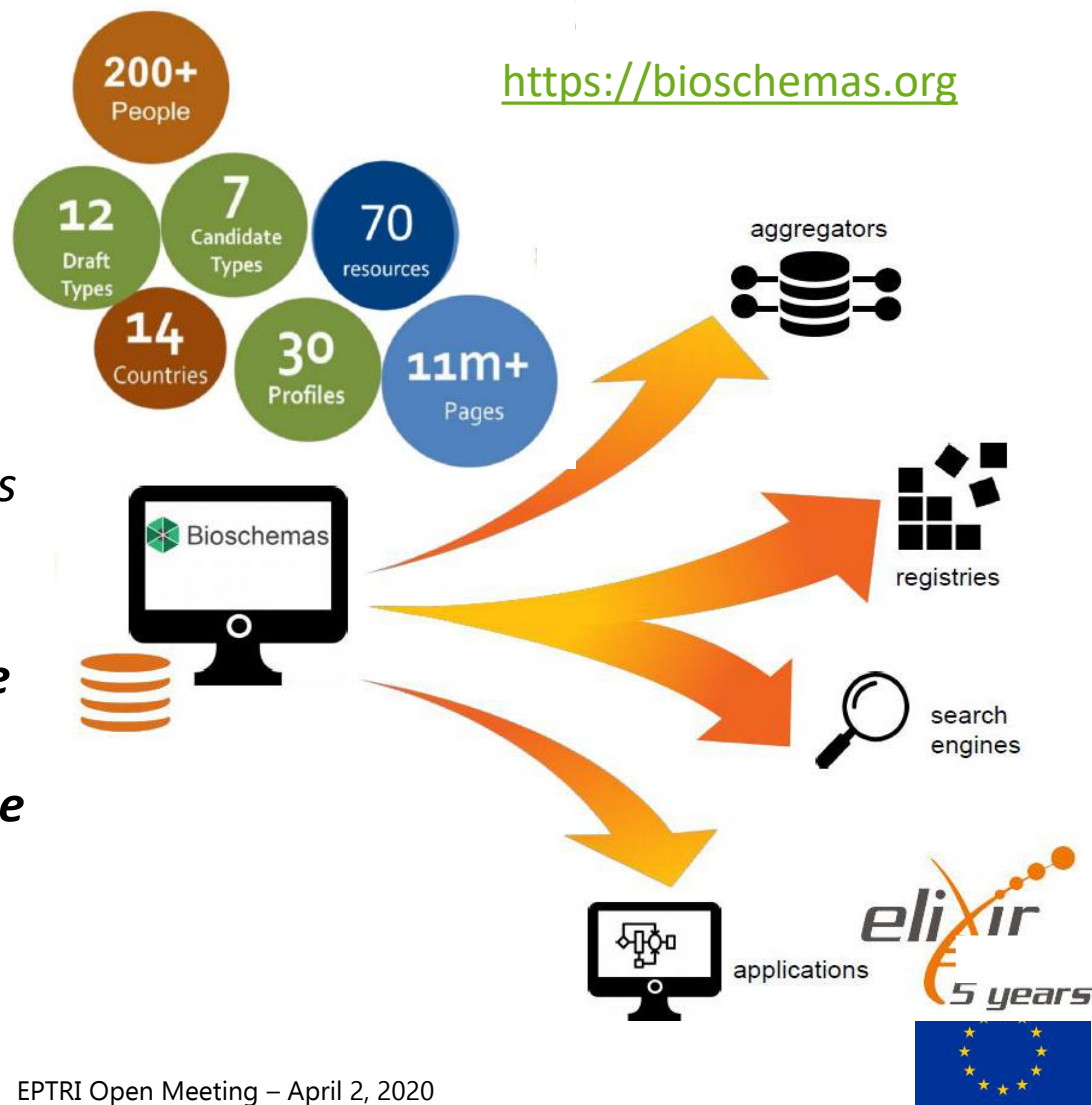 https://bioschemas.org
200+
People
12
Draft
Types
7
Candidate
Types
70
resources
14
Countries
30
Profiles
11m+
Pages
aggregators
s
Bioschemas
registries
e
search
engines
e
applications
elixir
5 years
EPTRI Open Meeting – April 2, 2020